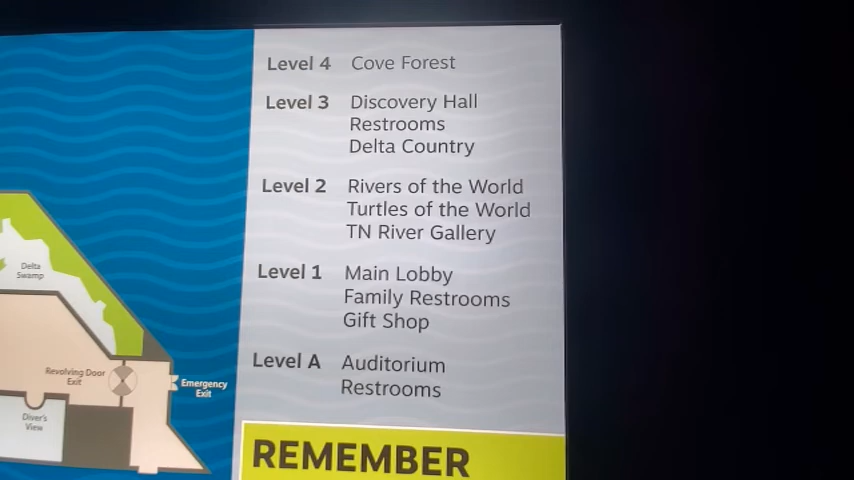 Level 4 Cove Forest
Level 3 Discovery Hall
Restrooms
Delta Country
Level 2 Rivers of the World
Turtles of the World
TN River Gallery
Level 1 Main Lobby
Family Restrooms
Gift Shop
Level A Auditorium
Restrooms
REMEMBER
Delta
Swamp
Revolving Door
Exit
Emergency
Exit
Diver's
View